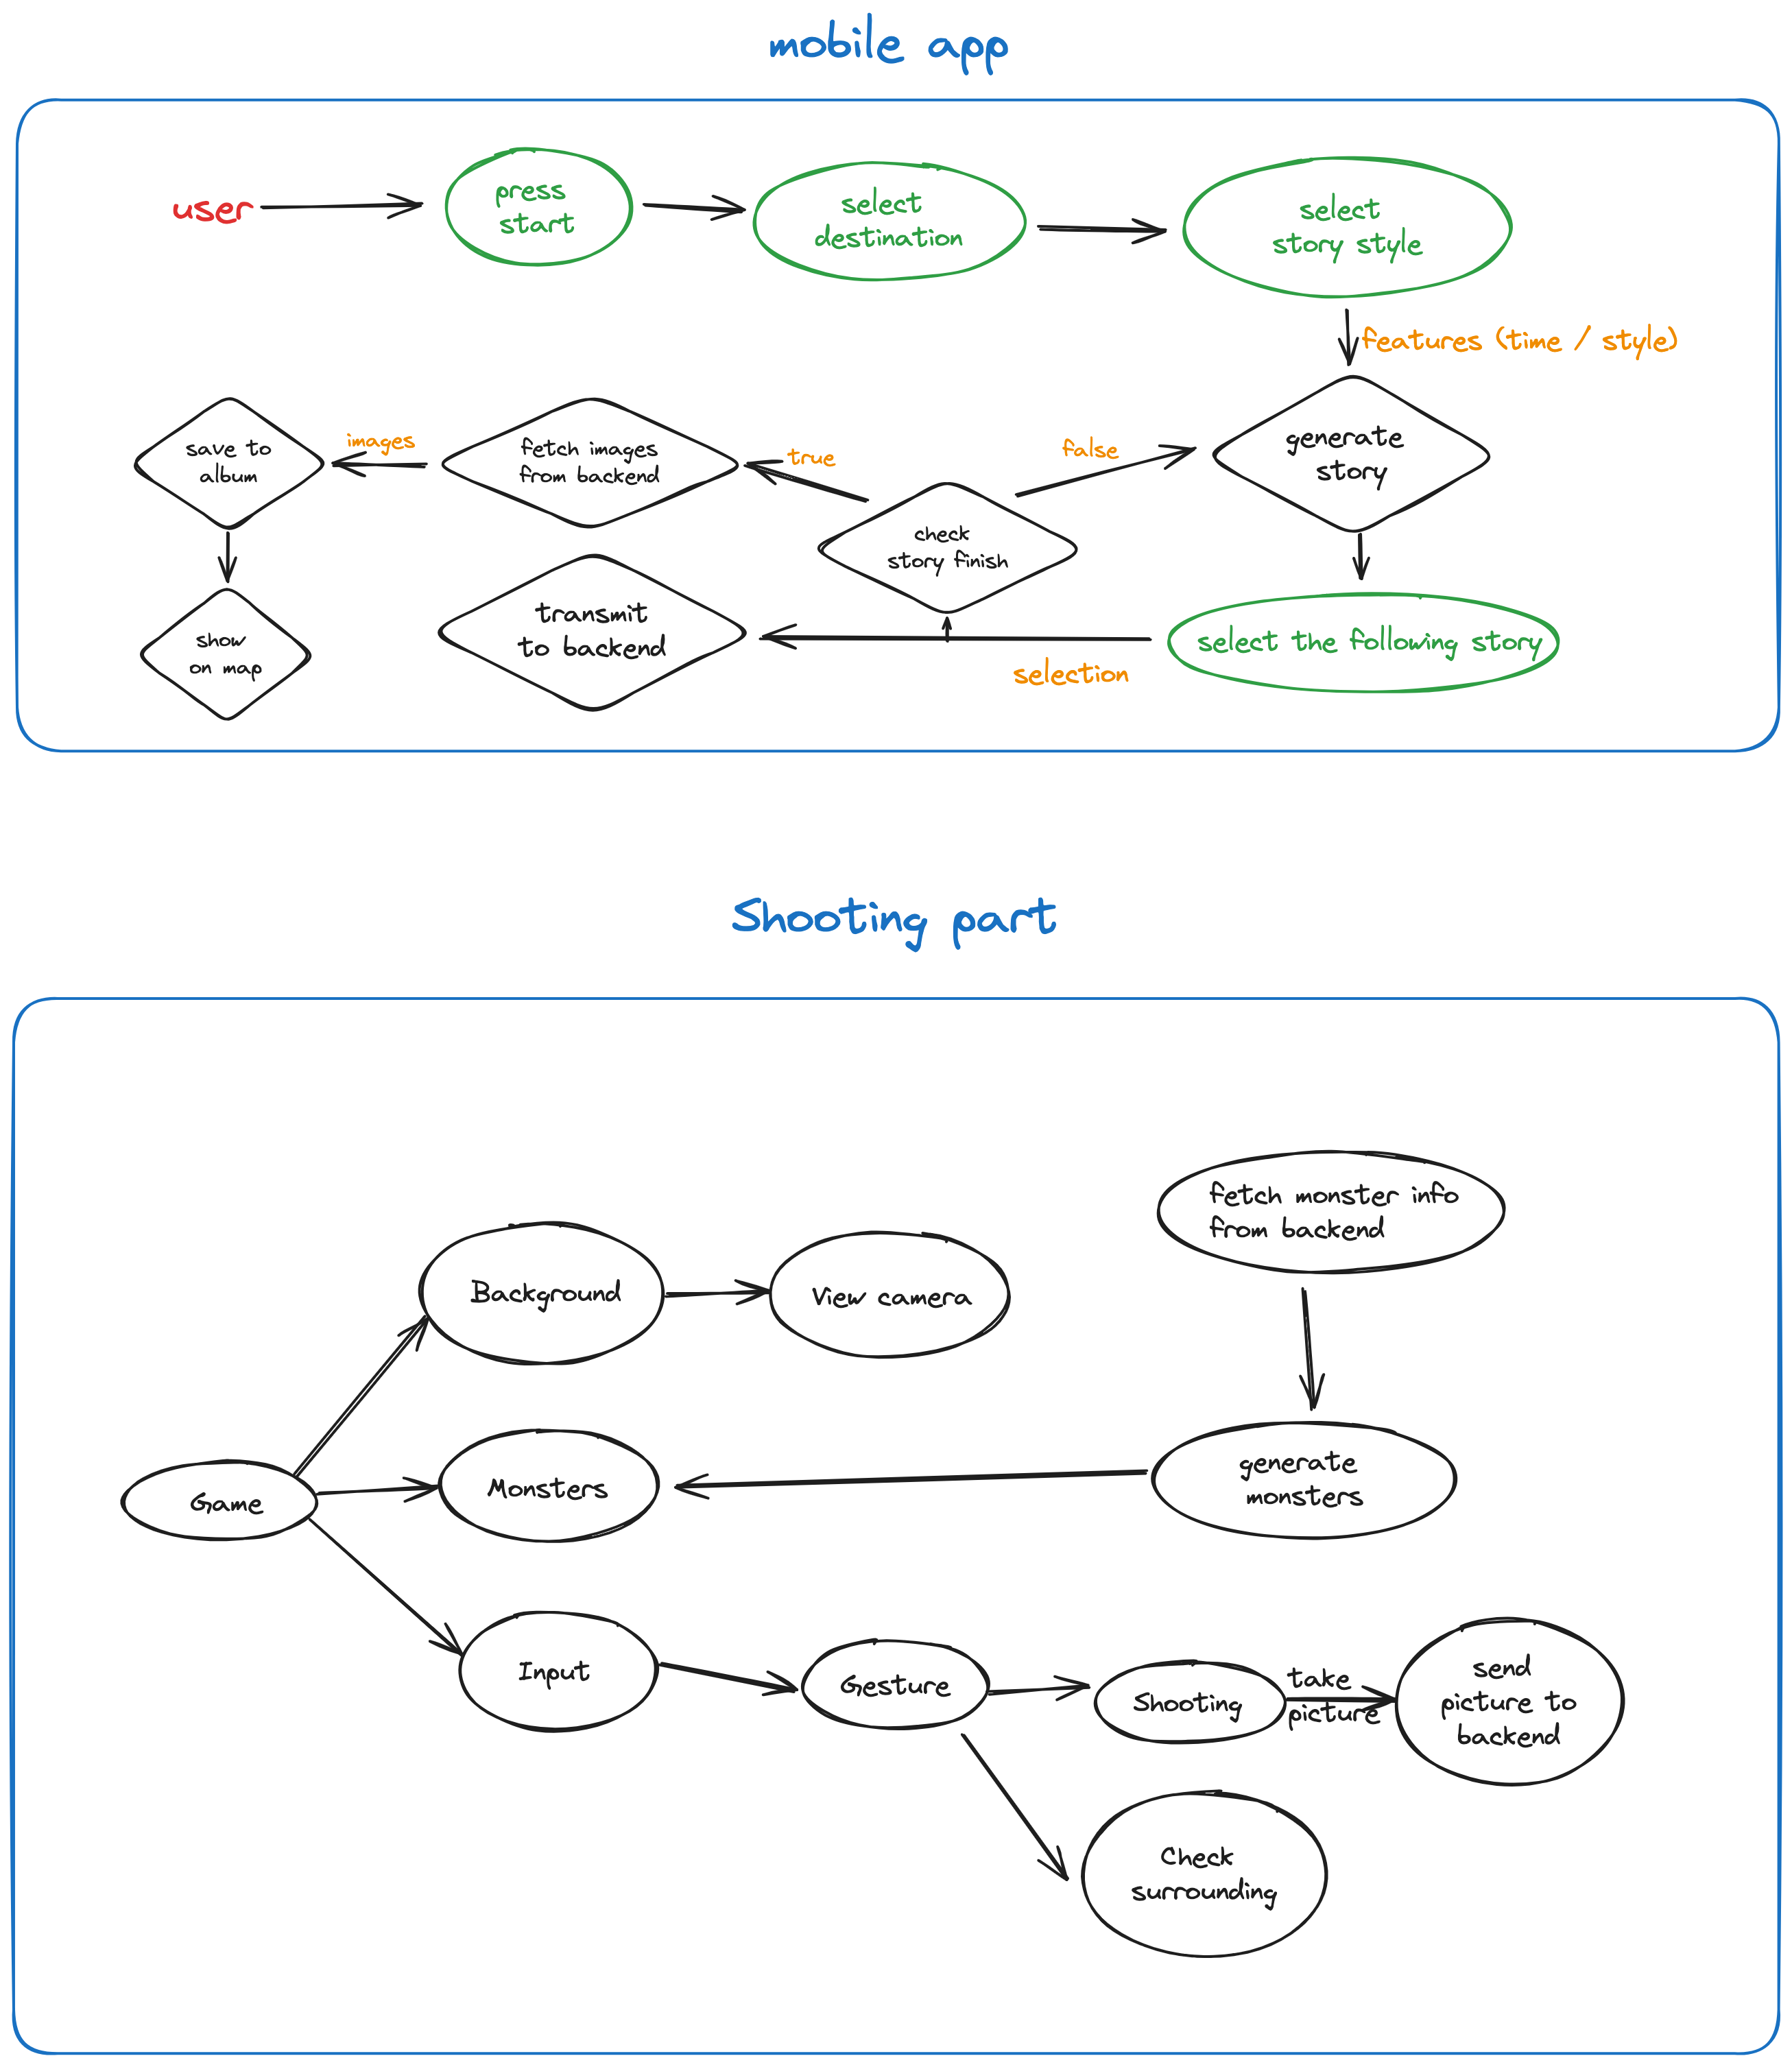 mobile app
user
press
start
select
destination
select
story style
features (time / style)
save to
album
images
fetch images
from backend
true
false
generate
story
check
story finish
show
on map
transmit
to backend
selection
select the following story
Shooting part
fetch monster info
from backend
Background
View camera
Game
Monsters
generate
monsters
Input
Gesture
Shooting
take
picture
send
picture to
backend
Check
surrounding